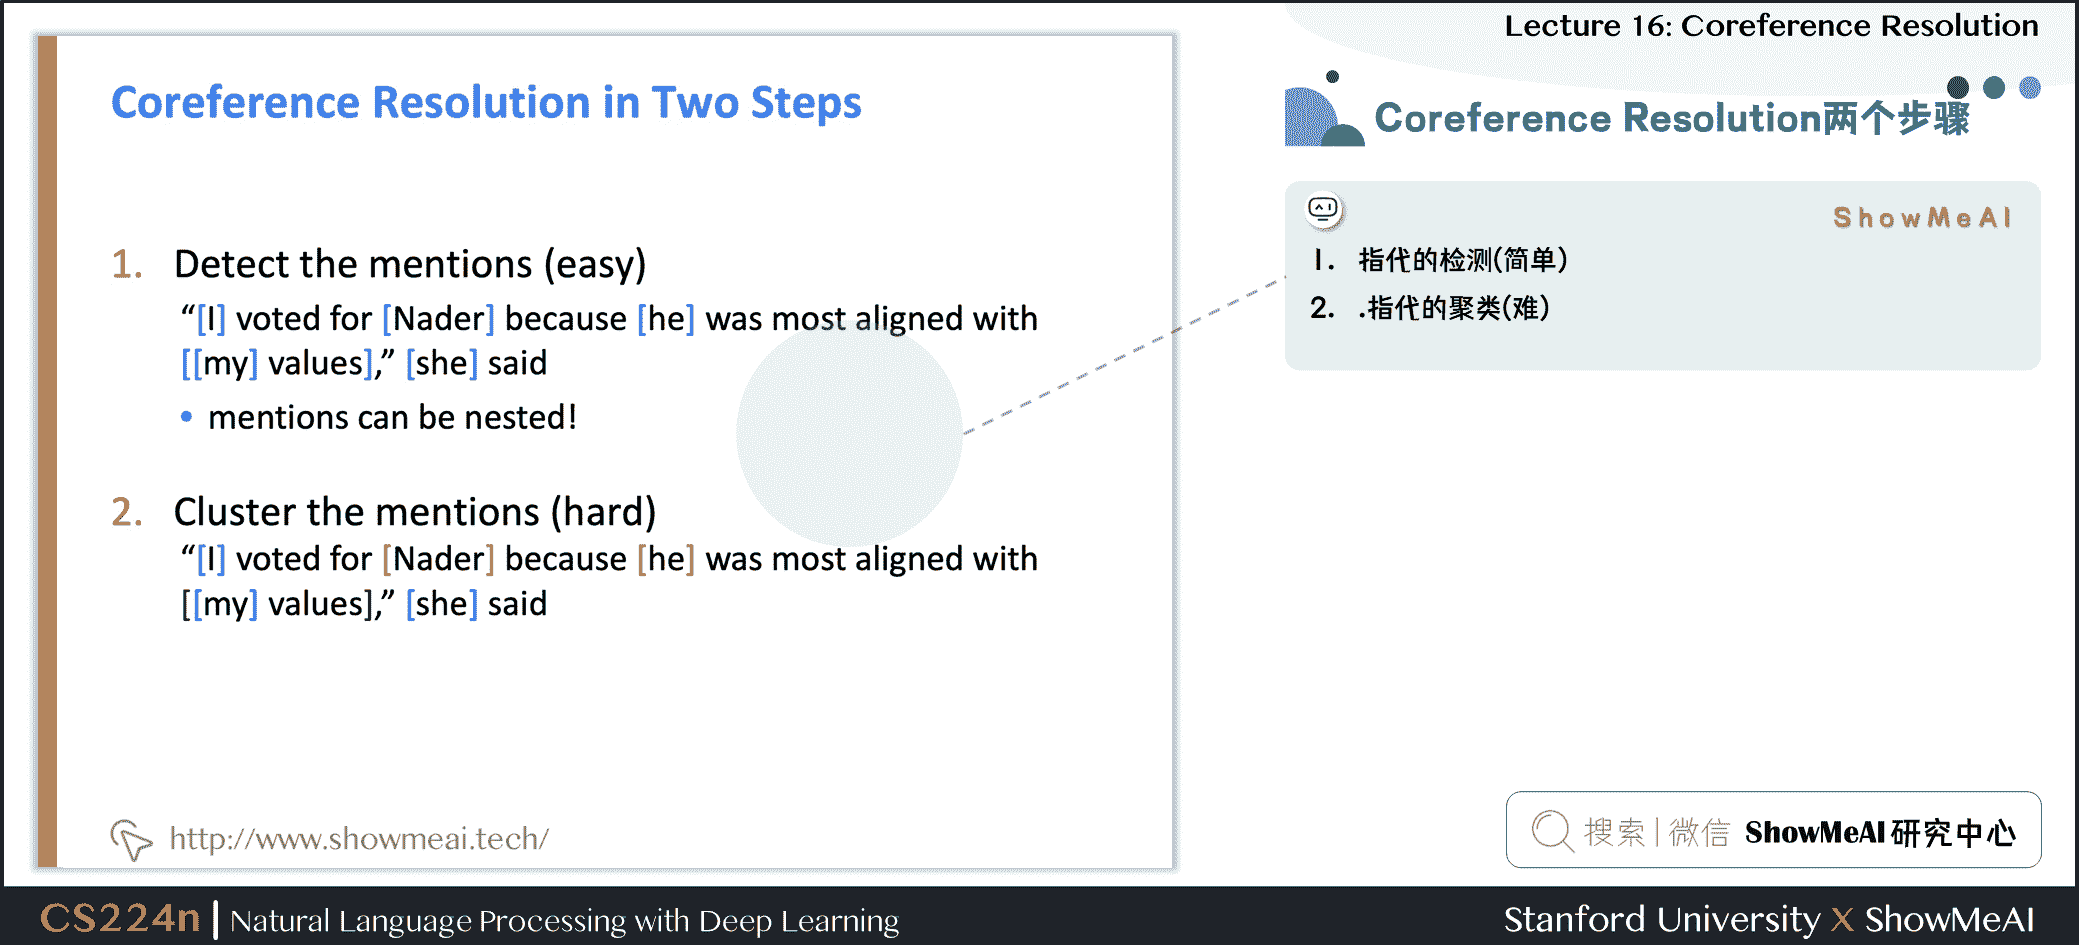 Lecture 16: Coreference Resolution
Coreference Resolution in Two Steps
1. Detect the mentions (easy)
“[I] voted for [Nader] because [he] was most aligned with
[[my] values],” [she] said
• mentions can be nested!
2. Cluster the mentions (hard)
“[I] voted for [Nader] because [he] was most aligned with
[[my] values],” [she] said
http://www.showmeai.tech/
Coreference Resolution两个步骤
ShowMeAI
1. 指代的检测(简单)
2. .指代的聚类(难)
搜索|微信 ShowMeAI研究中心
CS224n | Natural Language Processing with Deep Learning
Stanford University X ShowMeAI